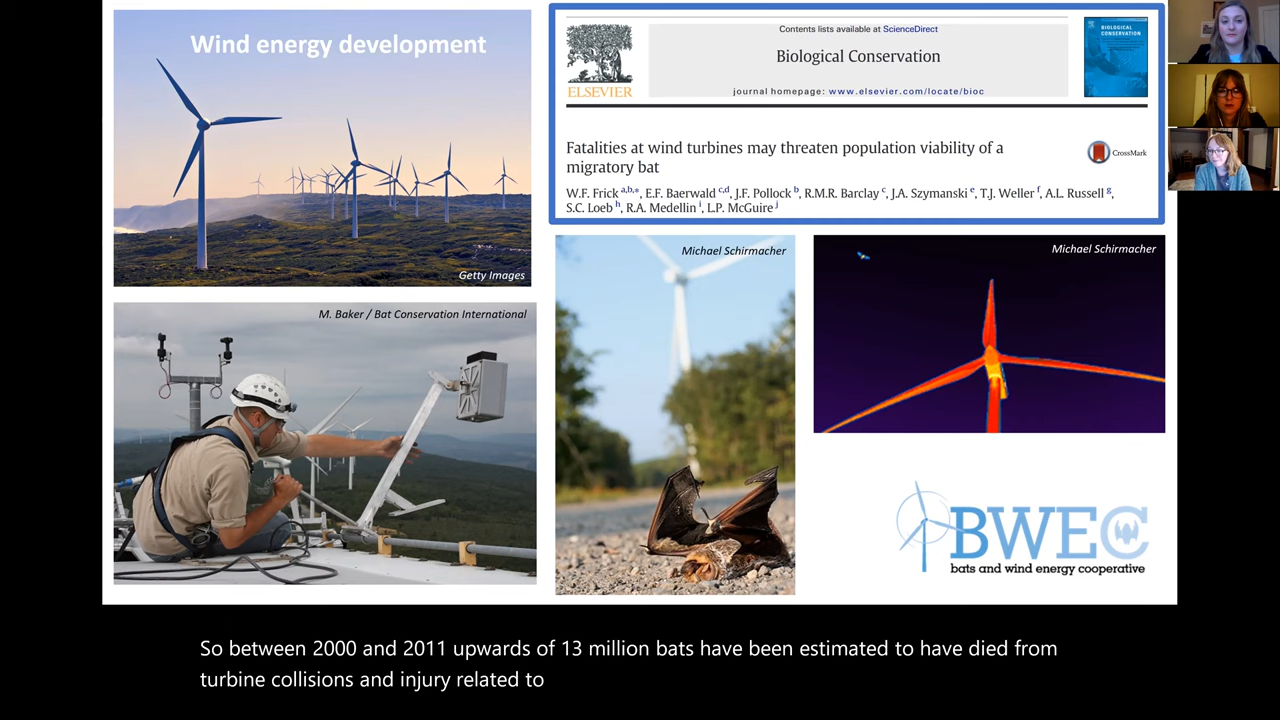 Wind energy development
Getty Images
ELSEVIER
Contents lists available at ScienceDirect
Biological Conservation
journal homepage: www.elsevier.com/locate/bioc
BIOLOGICAL
CONSERVATION
Fatalities at wind turbines may threaten population viability of a
migratory bat
CrossMark
W.F. Frick a,b,*, E.F. Baerwald c,d, J.F. Pollock b, R.M.R. Barclay c, J.A. Szymanski e, T.J. Weller f, A.L. Russell g,
S.C. Loeb h, R.A. Medellin i, L.P. McGuire j
M. Baker / Bat Conservation International
Michael Schirmacher
Michael Schirmacher
BWEC
bats and wind energy cooperative
So between 2000 and 2011 upwards of 13 million bats have been estimated to have died from
turbine collisions and injury related to